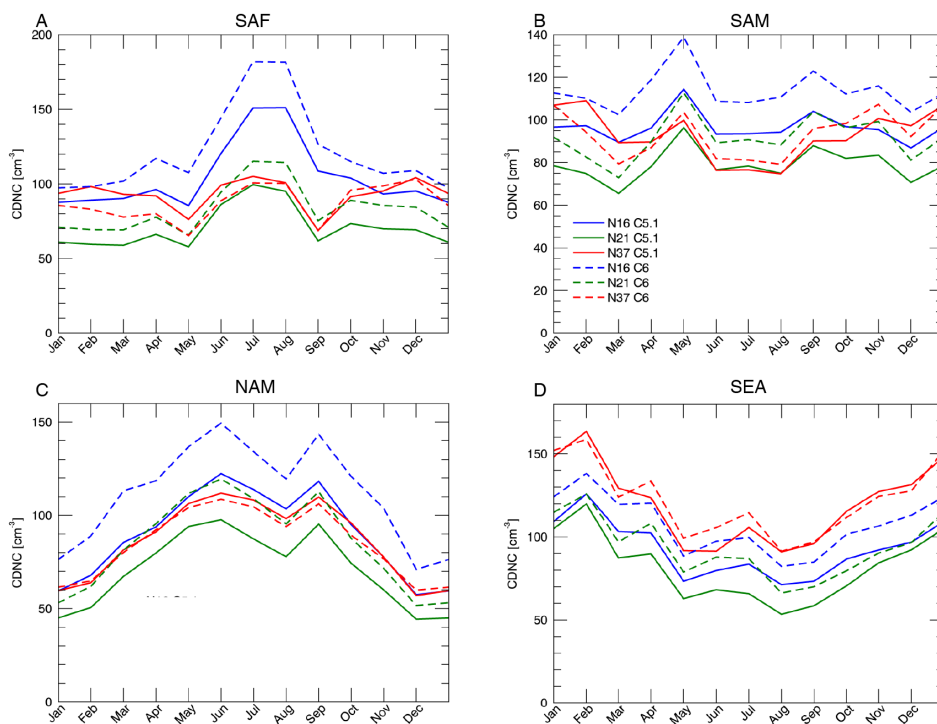 A SAF
CDNC [cm⁻³]
200
150
100
50
0
Jan Feb Mar Apr May Jun Jul Aug Sep Oct Nov Dec
B SAM
CDNC [cm⁻³]
140
120
100
80
60
40
20
0
N16 C5.1
N21 C5.1
N37 C5.1
N16 C6
N21 C6
N37 C6
Jan Feb Mar Apr May Jun Jul Aug Sep Oct Nov Dec
C NAM
CDNC [cm⁻³]
150
100
50
0
Jan Feb Mar Apr May Jun Jul Aug Sep Oct Nov Dec
D SEA
CDNC [cm⁻³]
150
100
50
0
Jan Feb Mar Apr May Jun Jul Aug Sep Oct Nov Dec